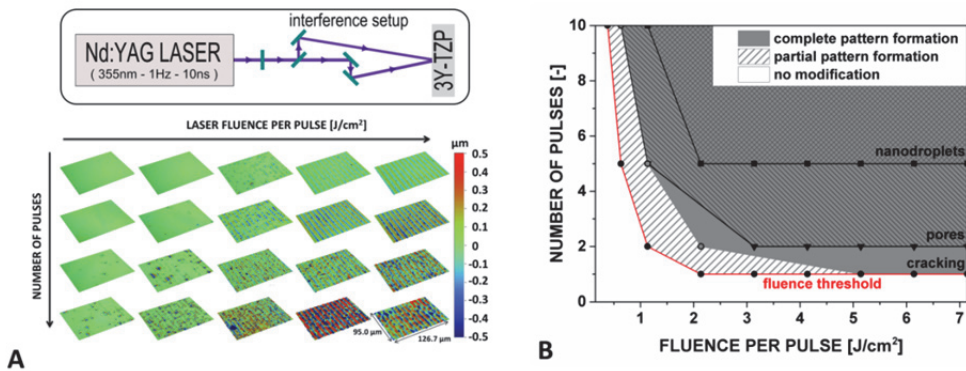 interference setup
Nd:YAG LASER
( 355nm - 1Hz - 10ns )
3Y-TZP
LASER FLUENCE PER PULSE [J/cm²]
µm
0.5
0.4
0.3
0.2
0.1
0
-0.1
-0.2
-0.3
-0.4
-0.5
NUMBER OF PULSES
95.0 µm
126.7 µm
A
10
8
6
4
2
0
NUMBER OF PULSES [-]
complete pattern formation
partial pattern formation
no modification
nanodroplets
pores
cracking
fluence threshold
0 1 2 3 4 5 6 7
FLUENCE PER PULSE [J/cm²]
B